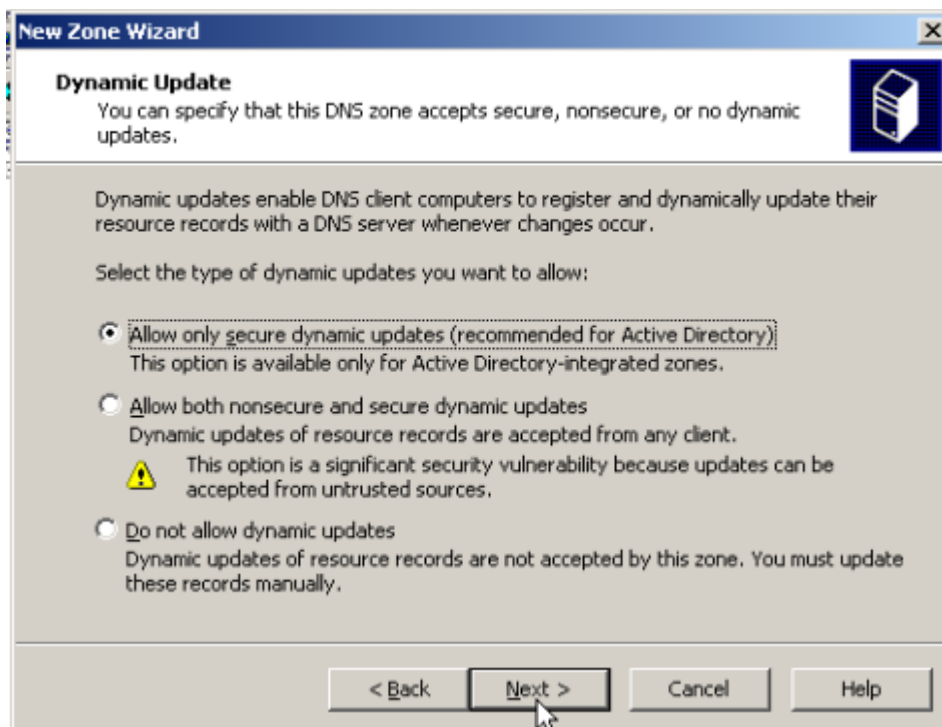 New Zone Wizard
Dynamic Update
You can specify that this DNS zone accepts secure, nonsecure, or no dynamic
updates.
Dynamic updates enable DNS client computers to register and dynamically update their
resource records with a DNS server whenever changes occur.
Select the type of dynamic updates you want to allow:
Allow only secure dynamic updates (recommended for Active Directory)
This option is available only for Active Directory-integrated zones.
Allow both nonsecure and secure dynamic updates
Dynamic updates of resource records are accepted from any client.
This option is a significant security vulnerability because updates can be
accepted from untrusted sources.
Do not allow dynamic updates
Dynamic updates of resource records are not accepted by this zone. You must update
these records manually.
< Back Next > Cancel Help